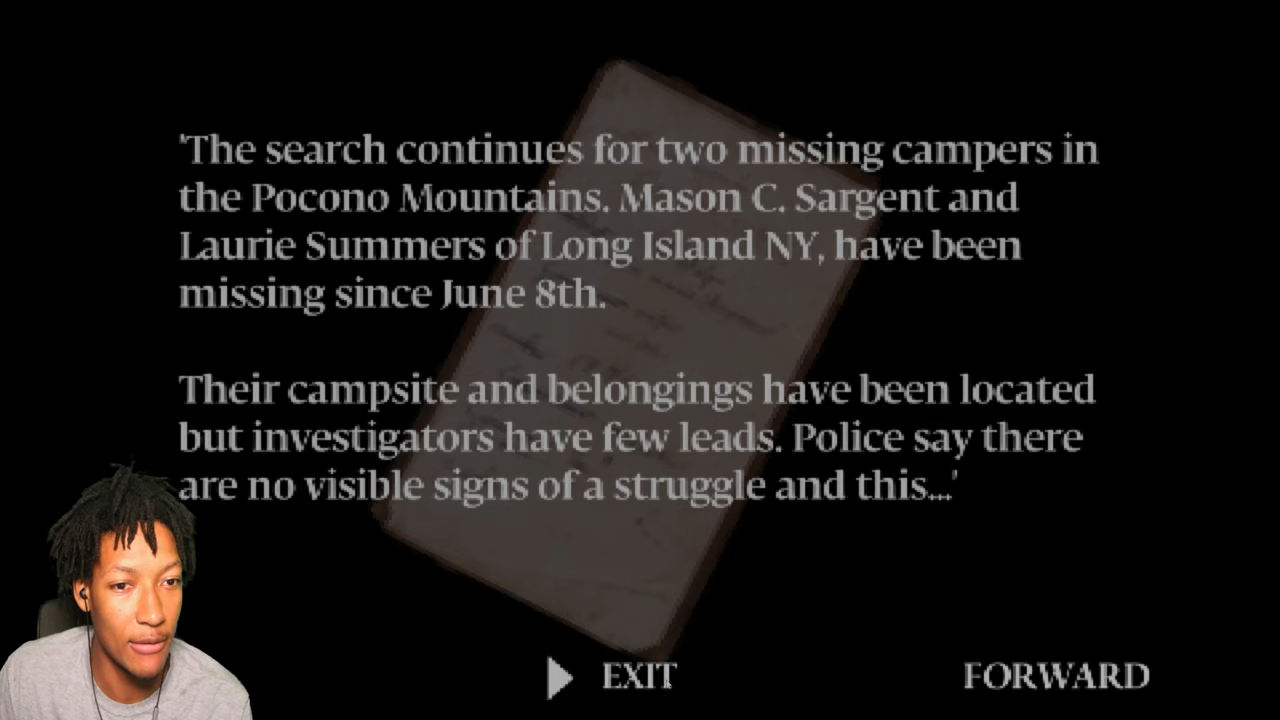 'The search continues for two missing campers in
the Pocono Mountains. Mason C. Sargent and
Laurie Summers of Long Island NY, have been
missing since June 8th.
Their campsite and belongings have been located
but investigators have few leads. Police say there
are no visible signs of a struggle and this...'
EXIT
FORWARD